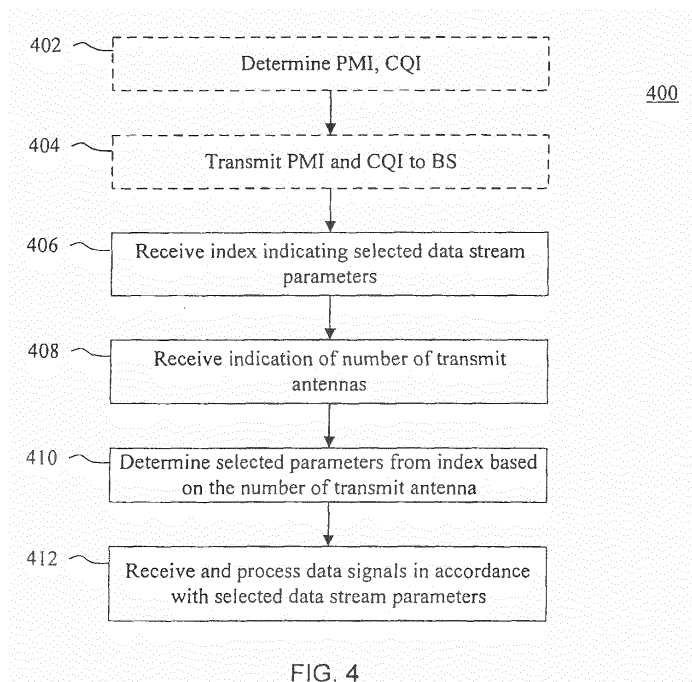 402
Determine PMI, CQI
400
404
Transmit PMI and CQI to BS
406
Receive index indicating selected data stream
parameters
408
Receive indication of number of transmit
antennas
410
Determine selected parameters from index based
on the number of transmit antenna
412
Receive and process data signals in accordance
with selected data stream parameters
FIG. 4